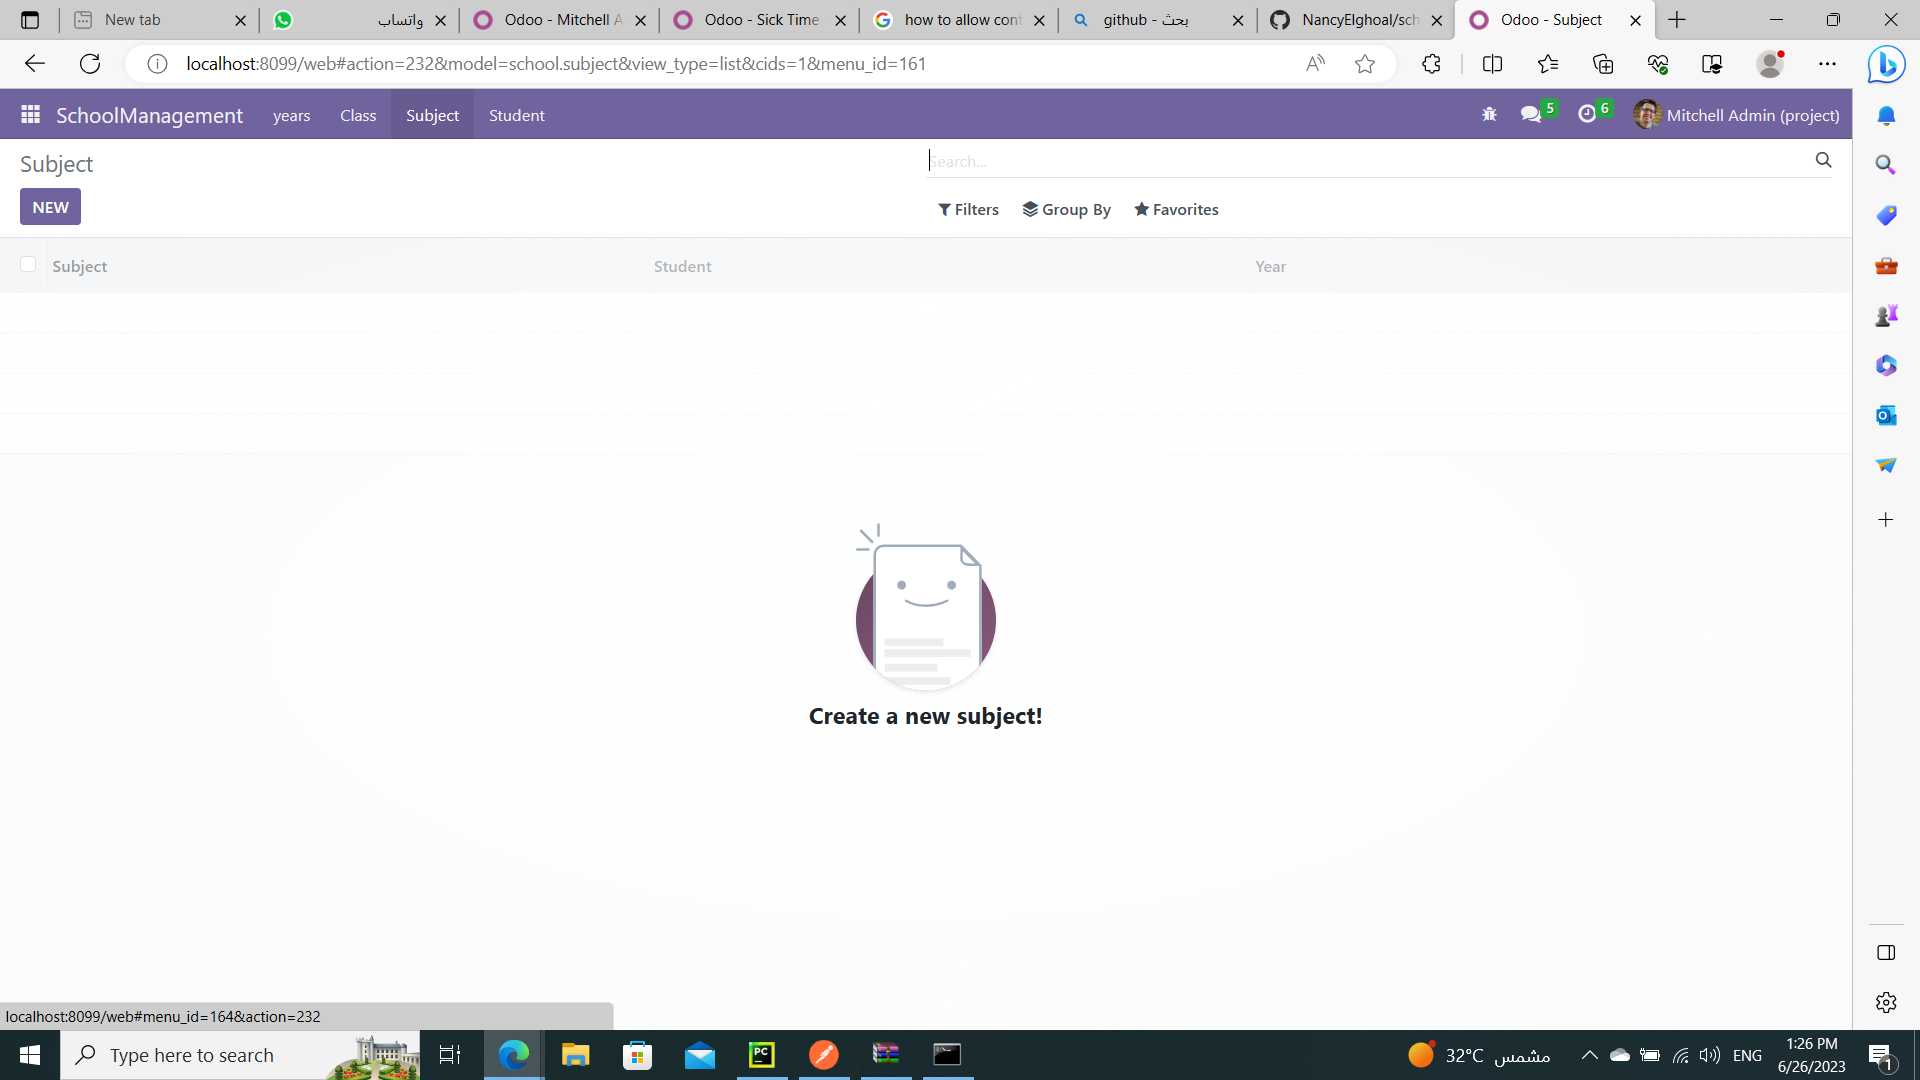 New tab
واتساب
Odoo - Mitchell A
Odoo - Sick Time
how to allow cont
github - بحث
NancyElghoal/sch
Odoo - Subject
localhost:8099/web#action=232&model=school.subject&view_type=list&cids=1&menu_id=161
SchoolManagement years Class Subject Student
5 6 Mitchell Admin (project)
Subject
Search...
NEW
Filters Group By Favorites
Subject Student Year
Create a new subject!
localhost:8099/web#menu_id=164&action=232
Type here to search
PC
32°C مشمس
ENG
1:26 PM
6/26/2023
1